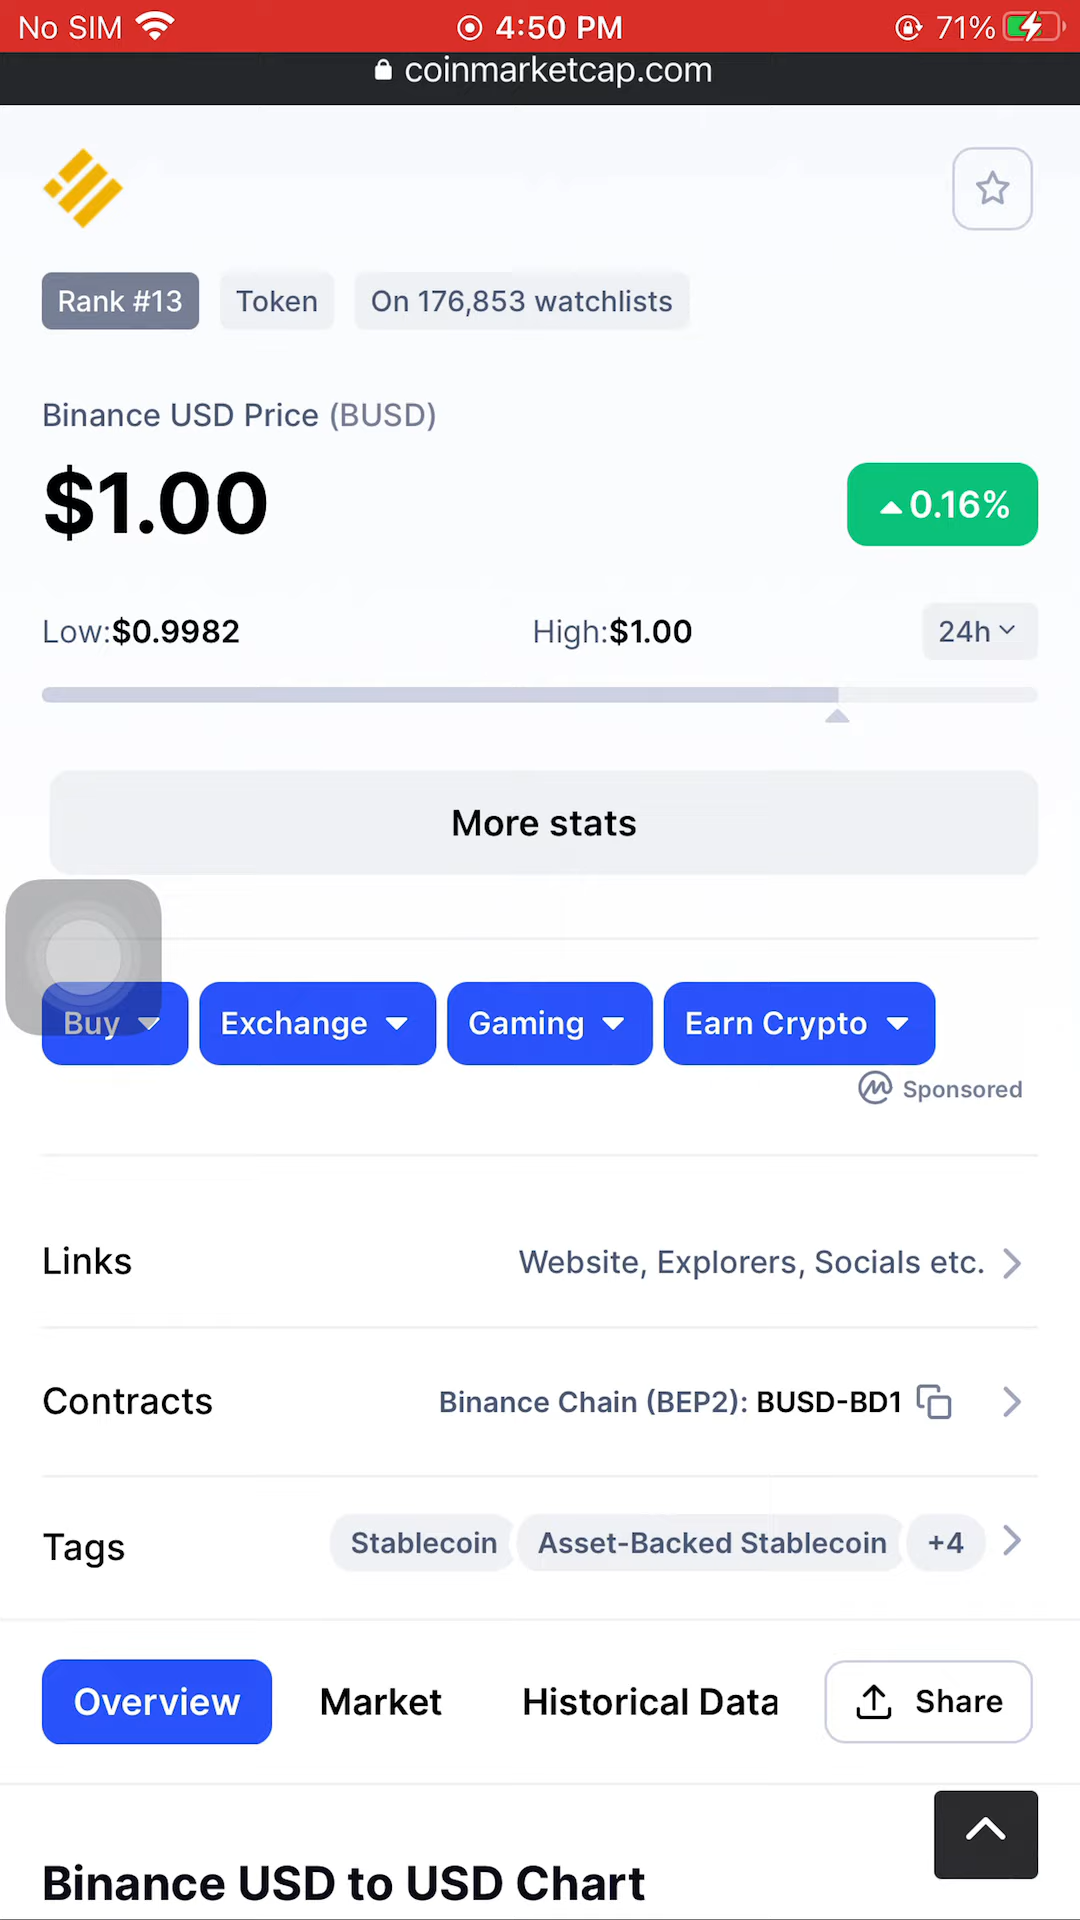 No SIM 4:50 PM 71%
coinmarketcap.com
Rank #13 Token On 176,853 watchlists
Binance USD Price (BUSD)
$1.00 0.16%
Low:$0.9982 High:$1.00 24h
More stats
Buy Exchange Gaming Earn Crypto
Sponsored
Links Website, Explorers, Socials etc.
Contracts Binance Chain (BEP2): BUSD-BD1
Tags Stablecoin Asset-Backed Stablecoin +4
Overview Market Historical Data Share
Binance USD to USD Chart